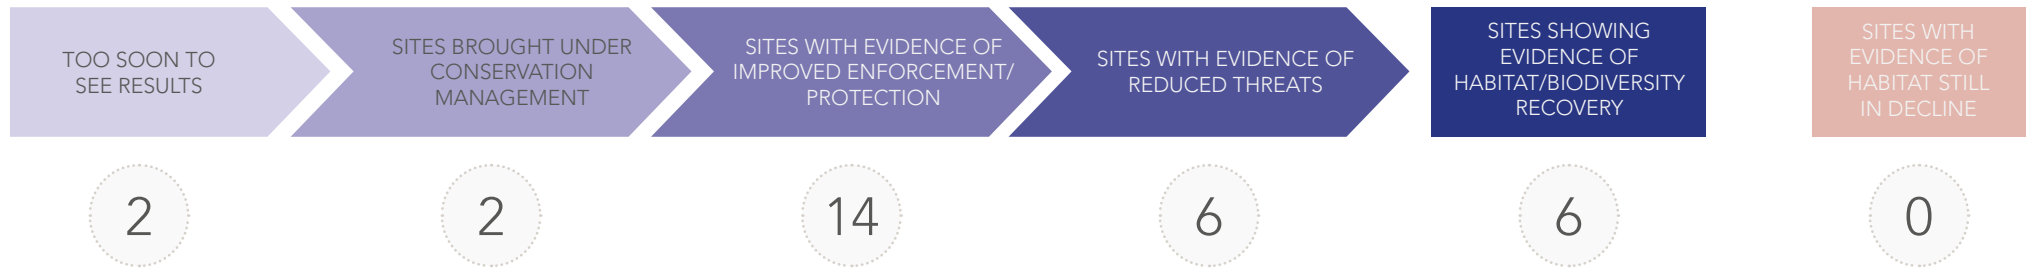 TOO SOON TO
SEE RESULTS
SITES BROUGHT UNDER
CONSERVATION
MANAGEMENT
SITES WITH EVIDENCE OF
IMPROVED ENFORCEMENT/
PROTECTION
SITES WITH EVIDENCE OF
REDUCED THREATS
SITES SHOWING
EVIDENCE OF
HABITAT/BIODIVERSITY
RECOVERY
SITES WITH
EVIDENCE OF
HABITAT STILL
IN DECLINE
2
2
14
6
6
0